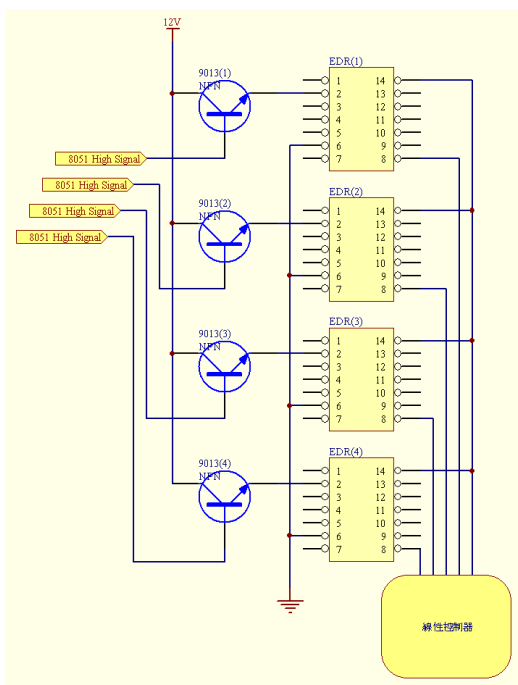 12V
9013(1)
NPN
EDR(1)
1 14
2 13
3 12
4 11
5 10
6 9
7 8
8051 High Signal
8051 High Signal
8051 High Signal
8051 High Signal
9013(2)
NPN
EDR(2)
1 14
2 13
3 12
4 11
5 10
6 9
7 8
9013(3)
NPN
EDR(3)
1 14
2 13
3 12
4 11
5 10
6 9
7 8
9013(4)
NPN
EDR(4)
1 14
2 13
3 12
4 11
5 10
6 9
7 8
線性控制器